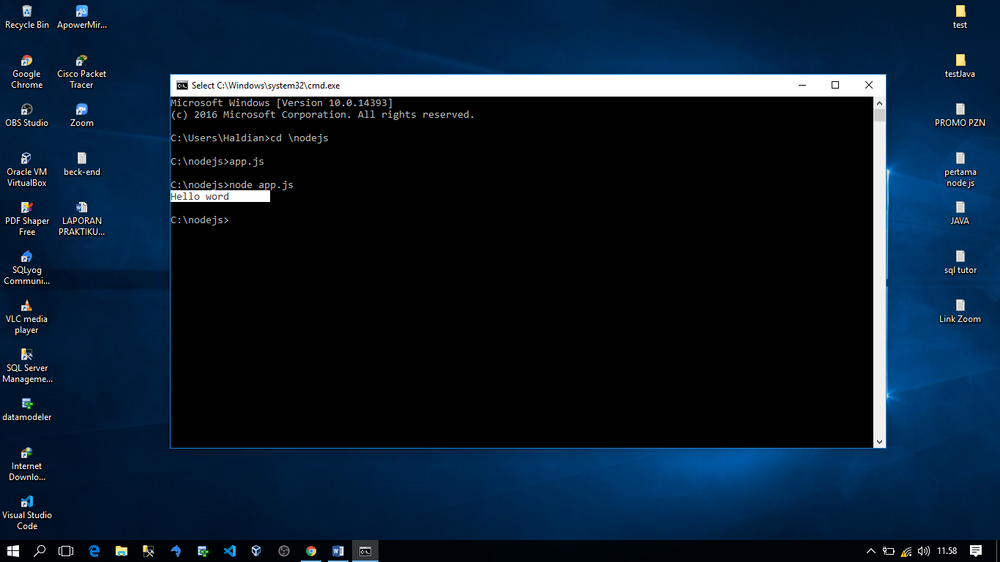 Recycle Bin
ApowerMir...
Google
Chrome
Cisco Packet
Tracer
OBS Studio
Zoom
Oracle VM
VirtualBox
beck-end
PDF Shaper
Free
LAPORAN
PRAKTIKU...
SQLyog
Communi...
VLC media
player
SQL Server
Manageme...
datamodeler
Internet
Downlo...
Visual Studio
Code
Select C:\Windows\system32\cmd.exe
Microsoft Windows [Version 10.0.14393]
(c) 2016 Microsoft Corporation. All rights reserved.
C:\Users\Haldian>cd \nodejs
C:\nodejs>app.js
C:\nodejs>node app.js
Hello word
C:\nodejs>
test
testJava
PROMO PZN
pertama
node js
JAVA
sql tutor
Link Zoom
11.58